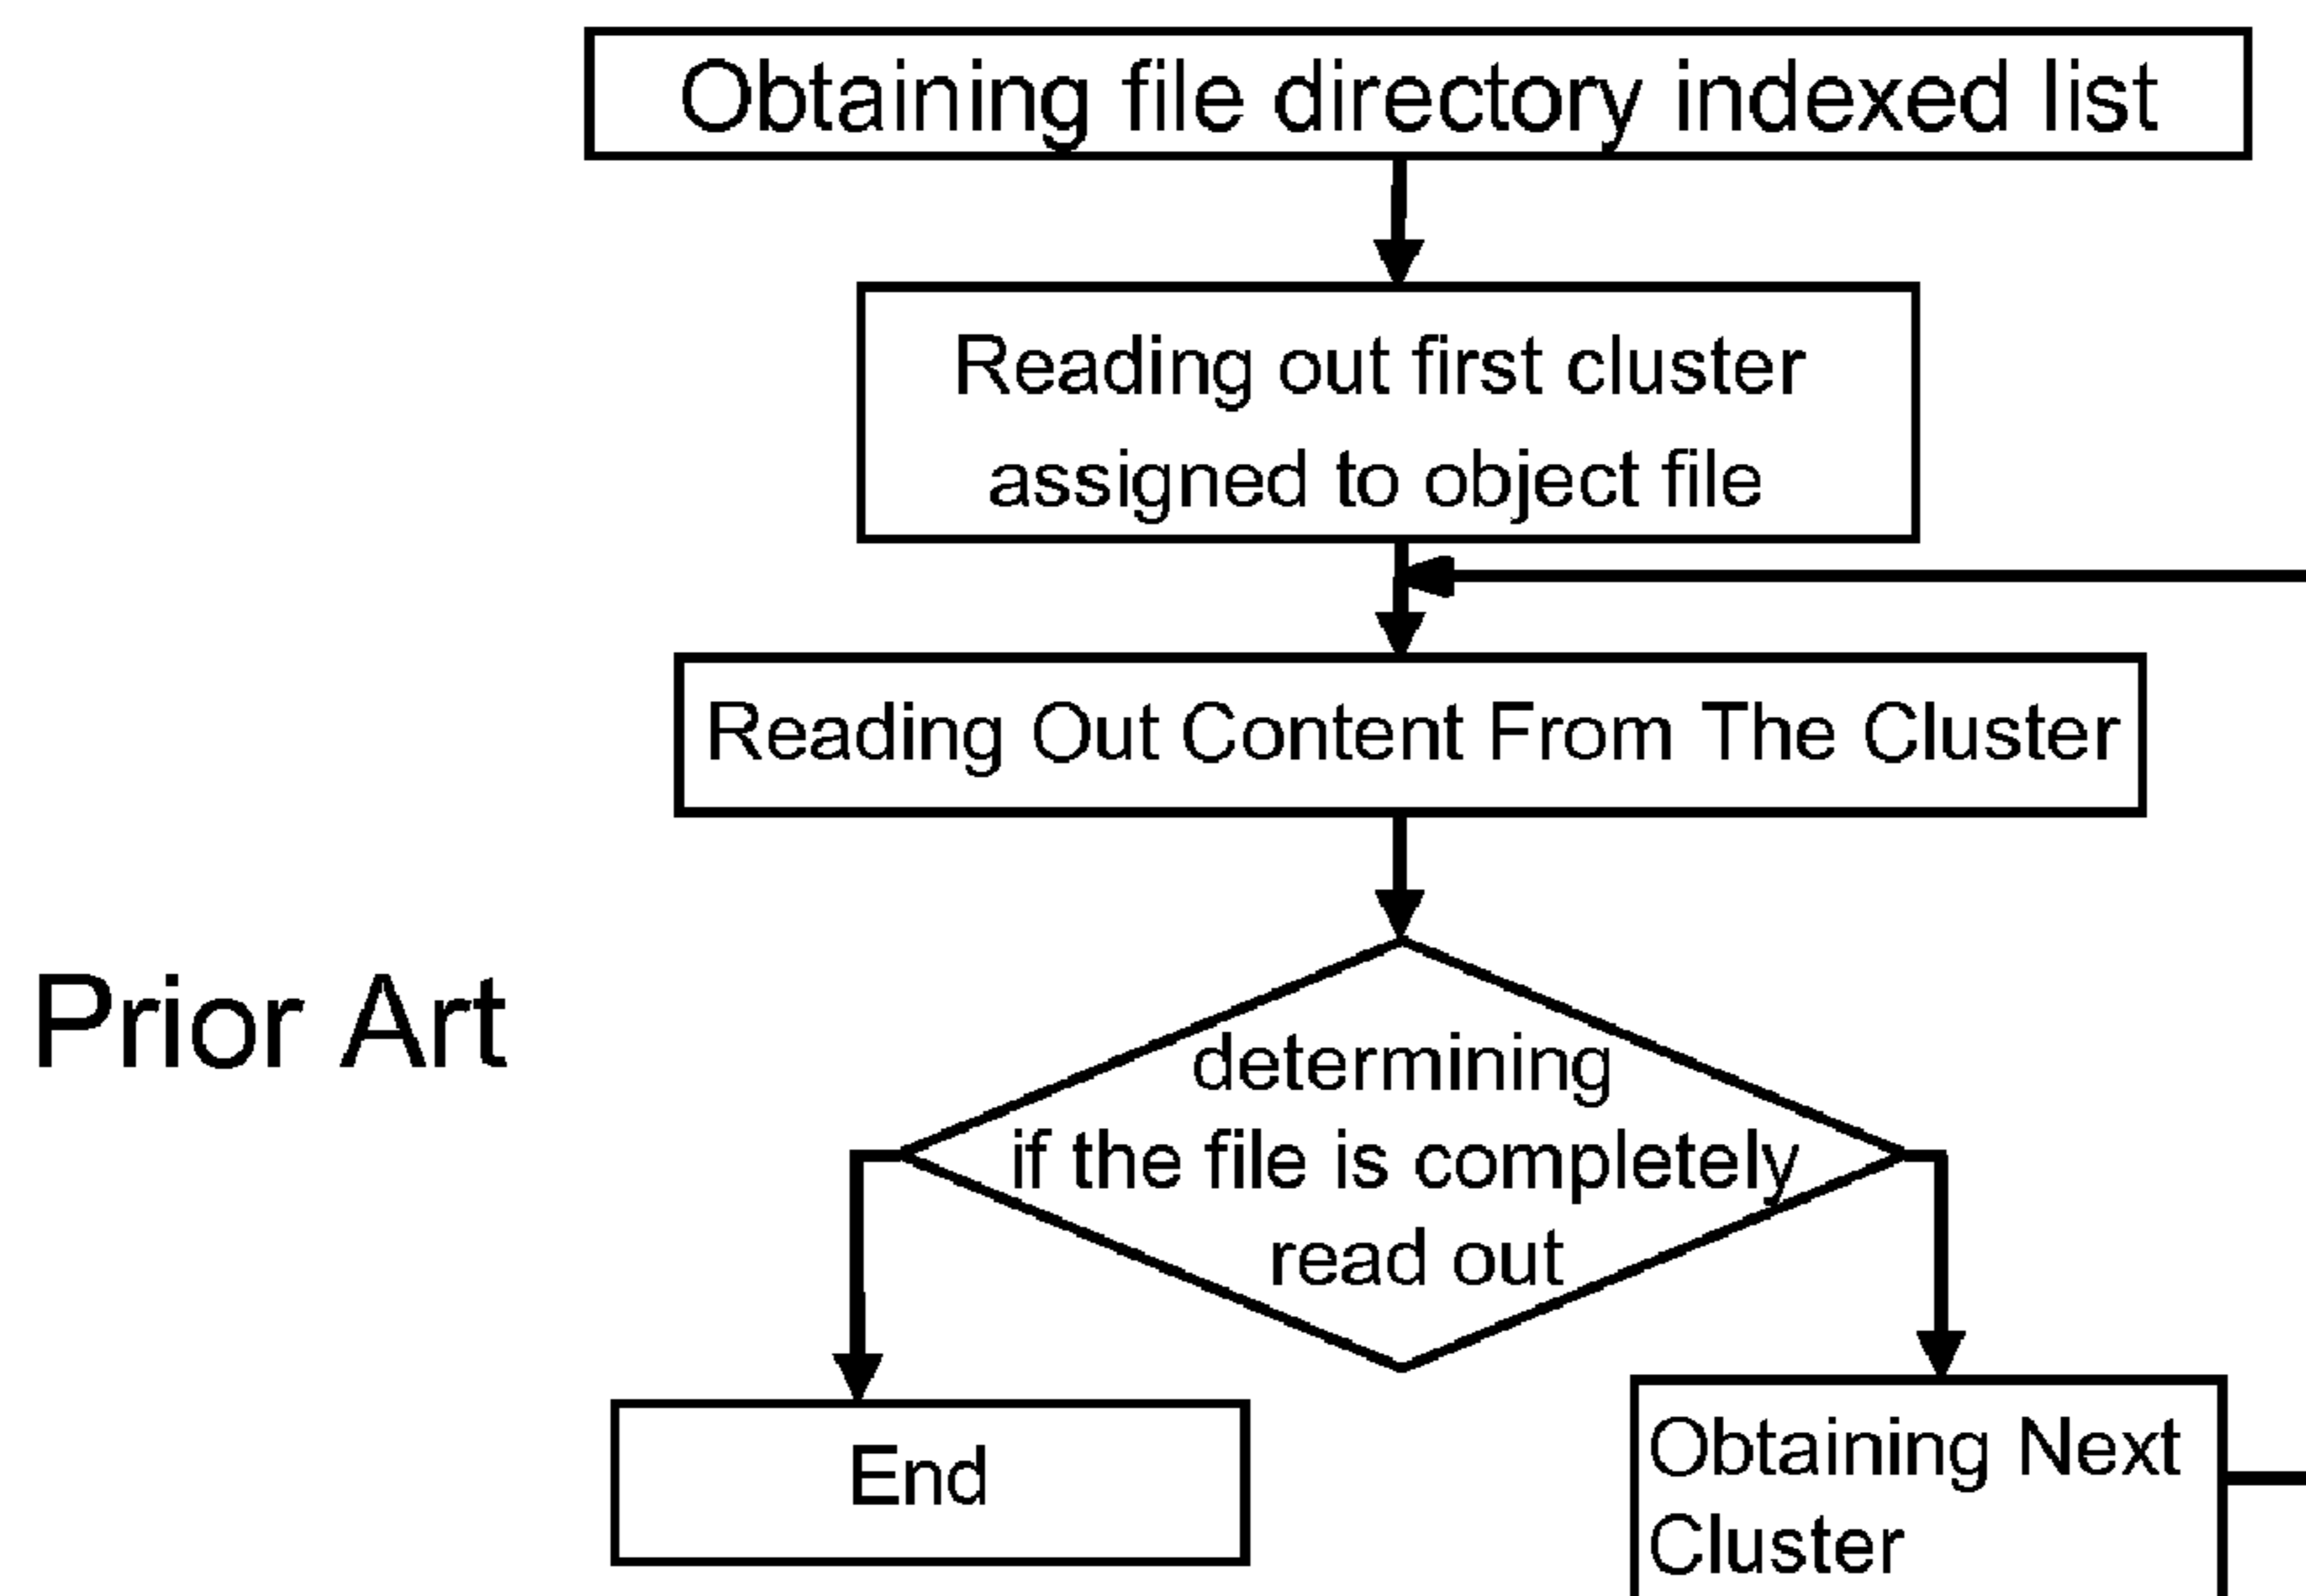 Obtaining file directory indexed list
Reading out first cluster
assigned to object file
Reading Out Content From The Cluster
Prior Art
determining
if the file is completely
read out
End
Obtaining Next
Cluster